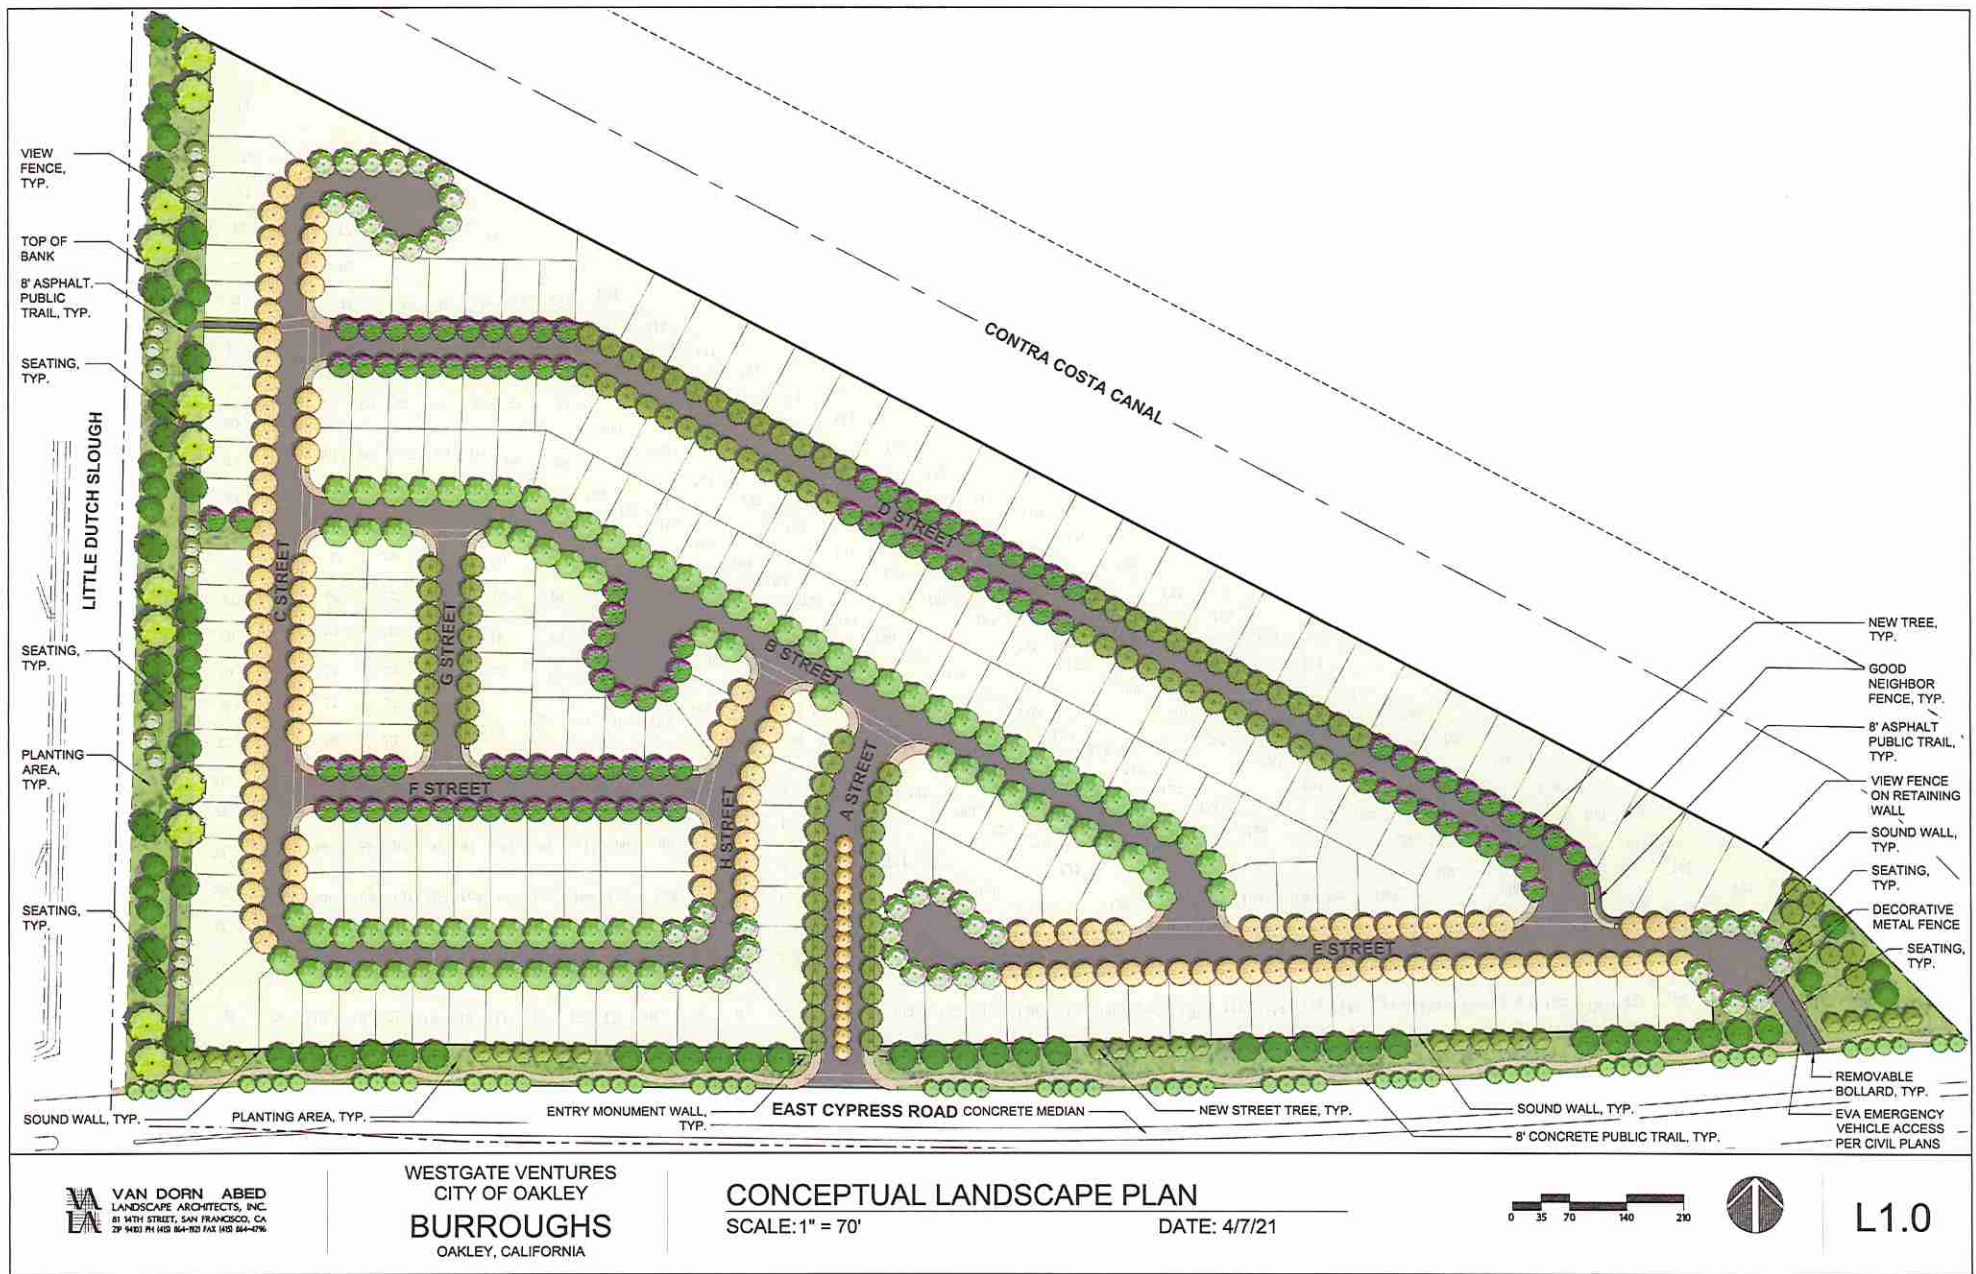 VIEW
FENCE,
TYP.
TOP OF
BANK
8' ASPHALT
PUBLIC
TRAIL, TYP.
SEATING,
TYP.
LITTLE DUTCH SLOUGH
SEATING,
TYP.
PLANTING
AREA,
TYP.
SEATING,
TYP.
SOUND WALL, TYP.
PLANTING AREA, TYP.
ENTRY MONUMENT WALL,
TYP.
EAST CYPRESS ROAD
CONCRETE MEDIAN
NEW STREET TREE, TYP.
SOUND WALL, TYP.
8' CONCRETE PUBLIC TRAIL, TYP.
CONTRA COSTA CANAL
C STREET
G STREET
F STREET
H STREET
A STREET
B STREET
D STREET
E STREET
NEW TREE,
TYP.
GOOD
NEIGHBOR
FENCE, TYP.
8' ASPHALT
PUBLIC TRAIL,
TYP.
VIEW FENCE
ON RETAINING
WALL
SOUND WALL,
TYP.
SEATING,
TYP.
DECORATIVE
METAL FENCE
SEATING,
TYP.
REMOVABLE
BOLLARD, TYP.
EVA EMERGENCY
VEHICLE ACCESS
PER CIVIL PLANS
VAN DORN ABED
LANDSCAPE ARCHITECTS, INC.
81 14TH STREET, SAN FRANCISCO, CA
WESTGATE VENTURES
CITY OF OAKLEY
BURROUGHS
OAKLEY, CALIFORNIA
CONCEPTUAL LANDSCAPE PLAN
SCALE: 1" = 70'
DATE: 4/7/21
0 35 70 140 210
L1.0